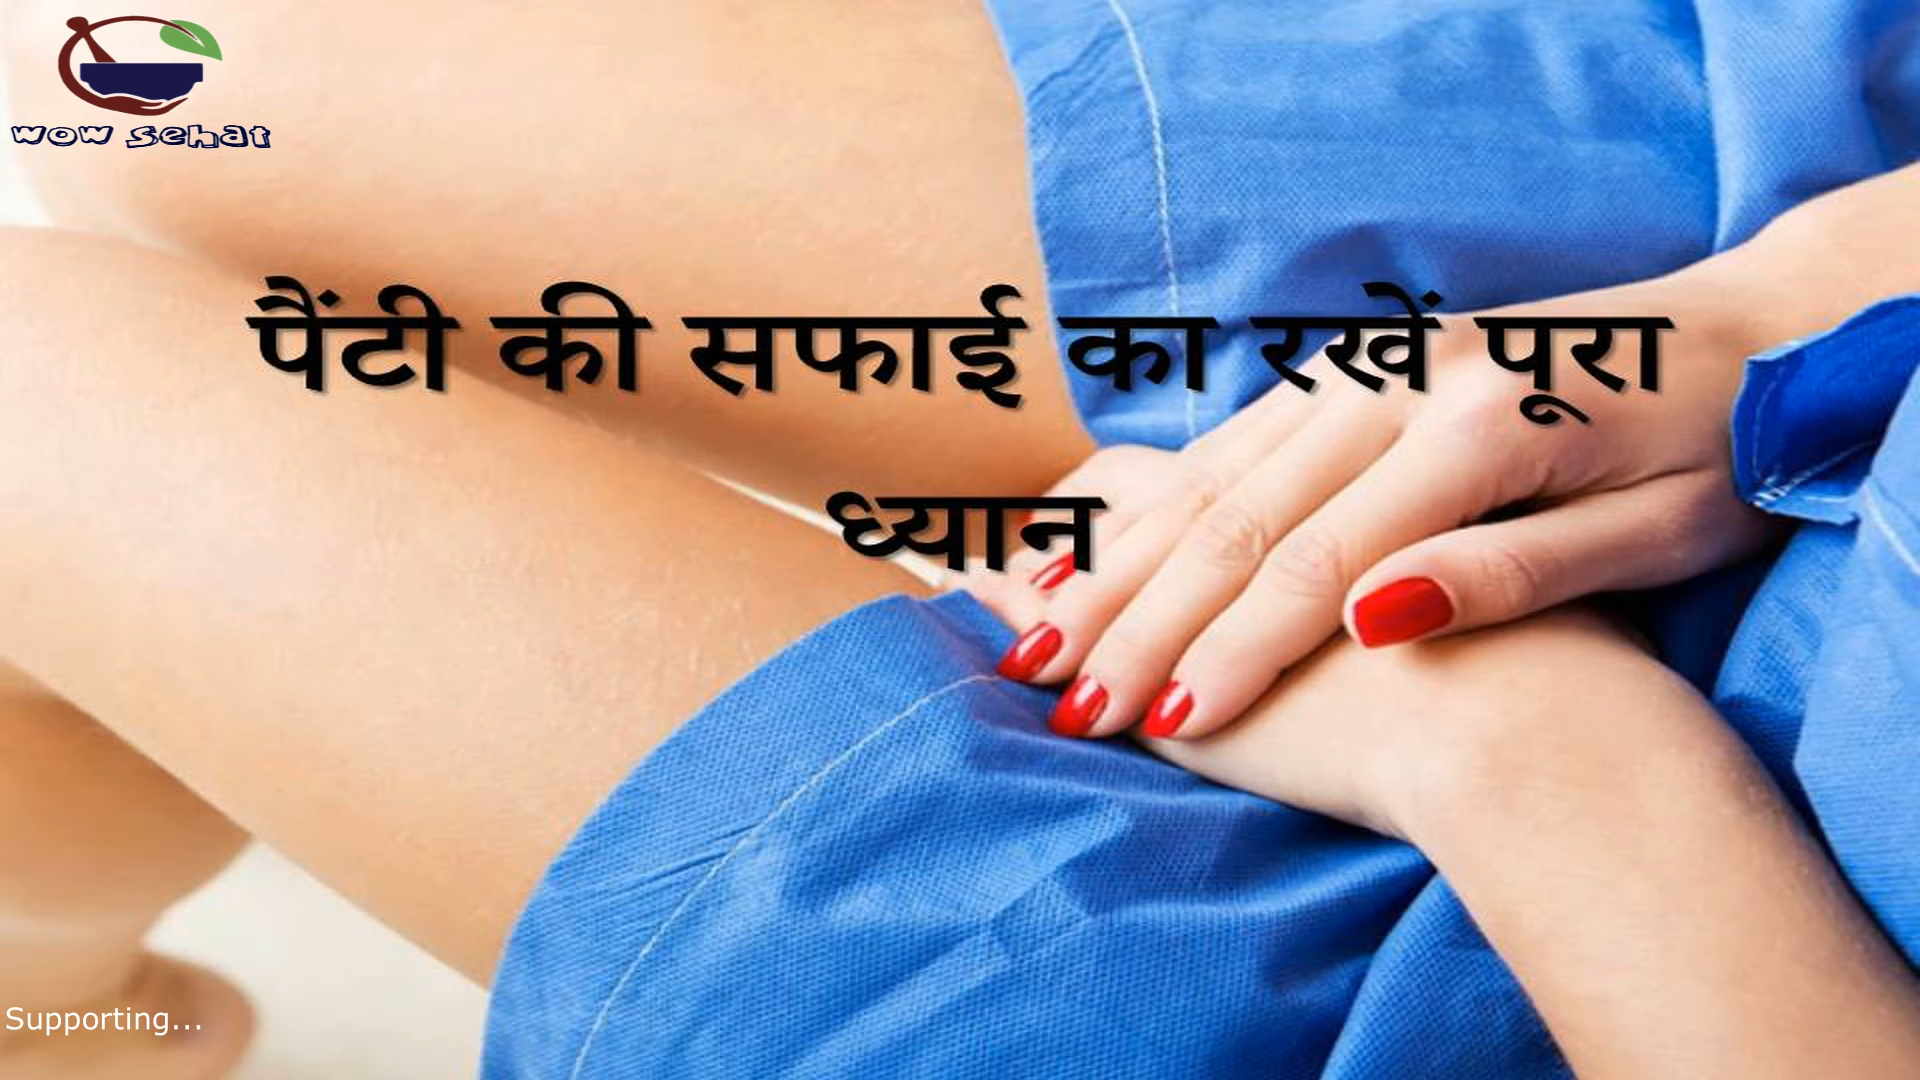 wow sehat
पैंटी की सफाई का रखें पूरा
ध्यान
Supporting...